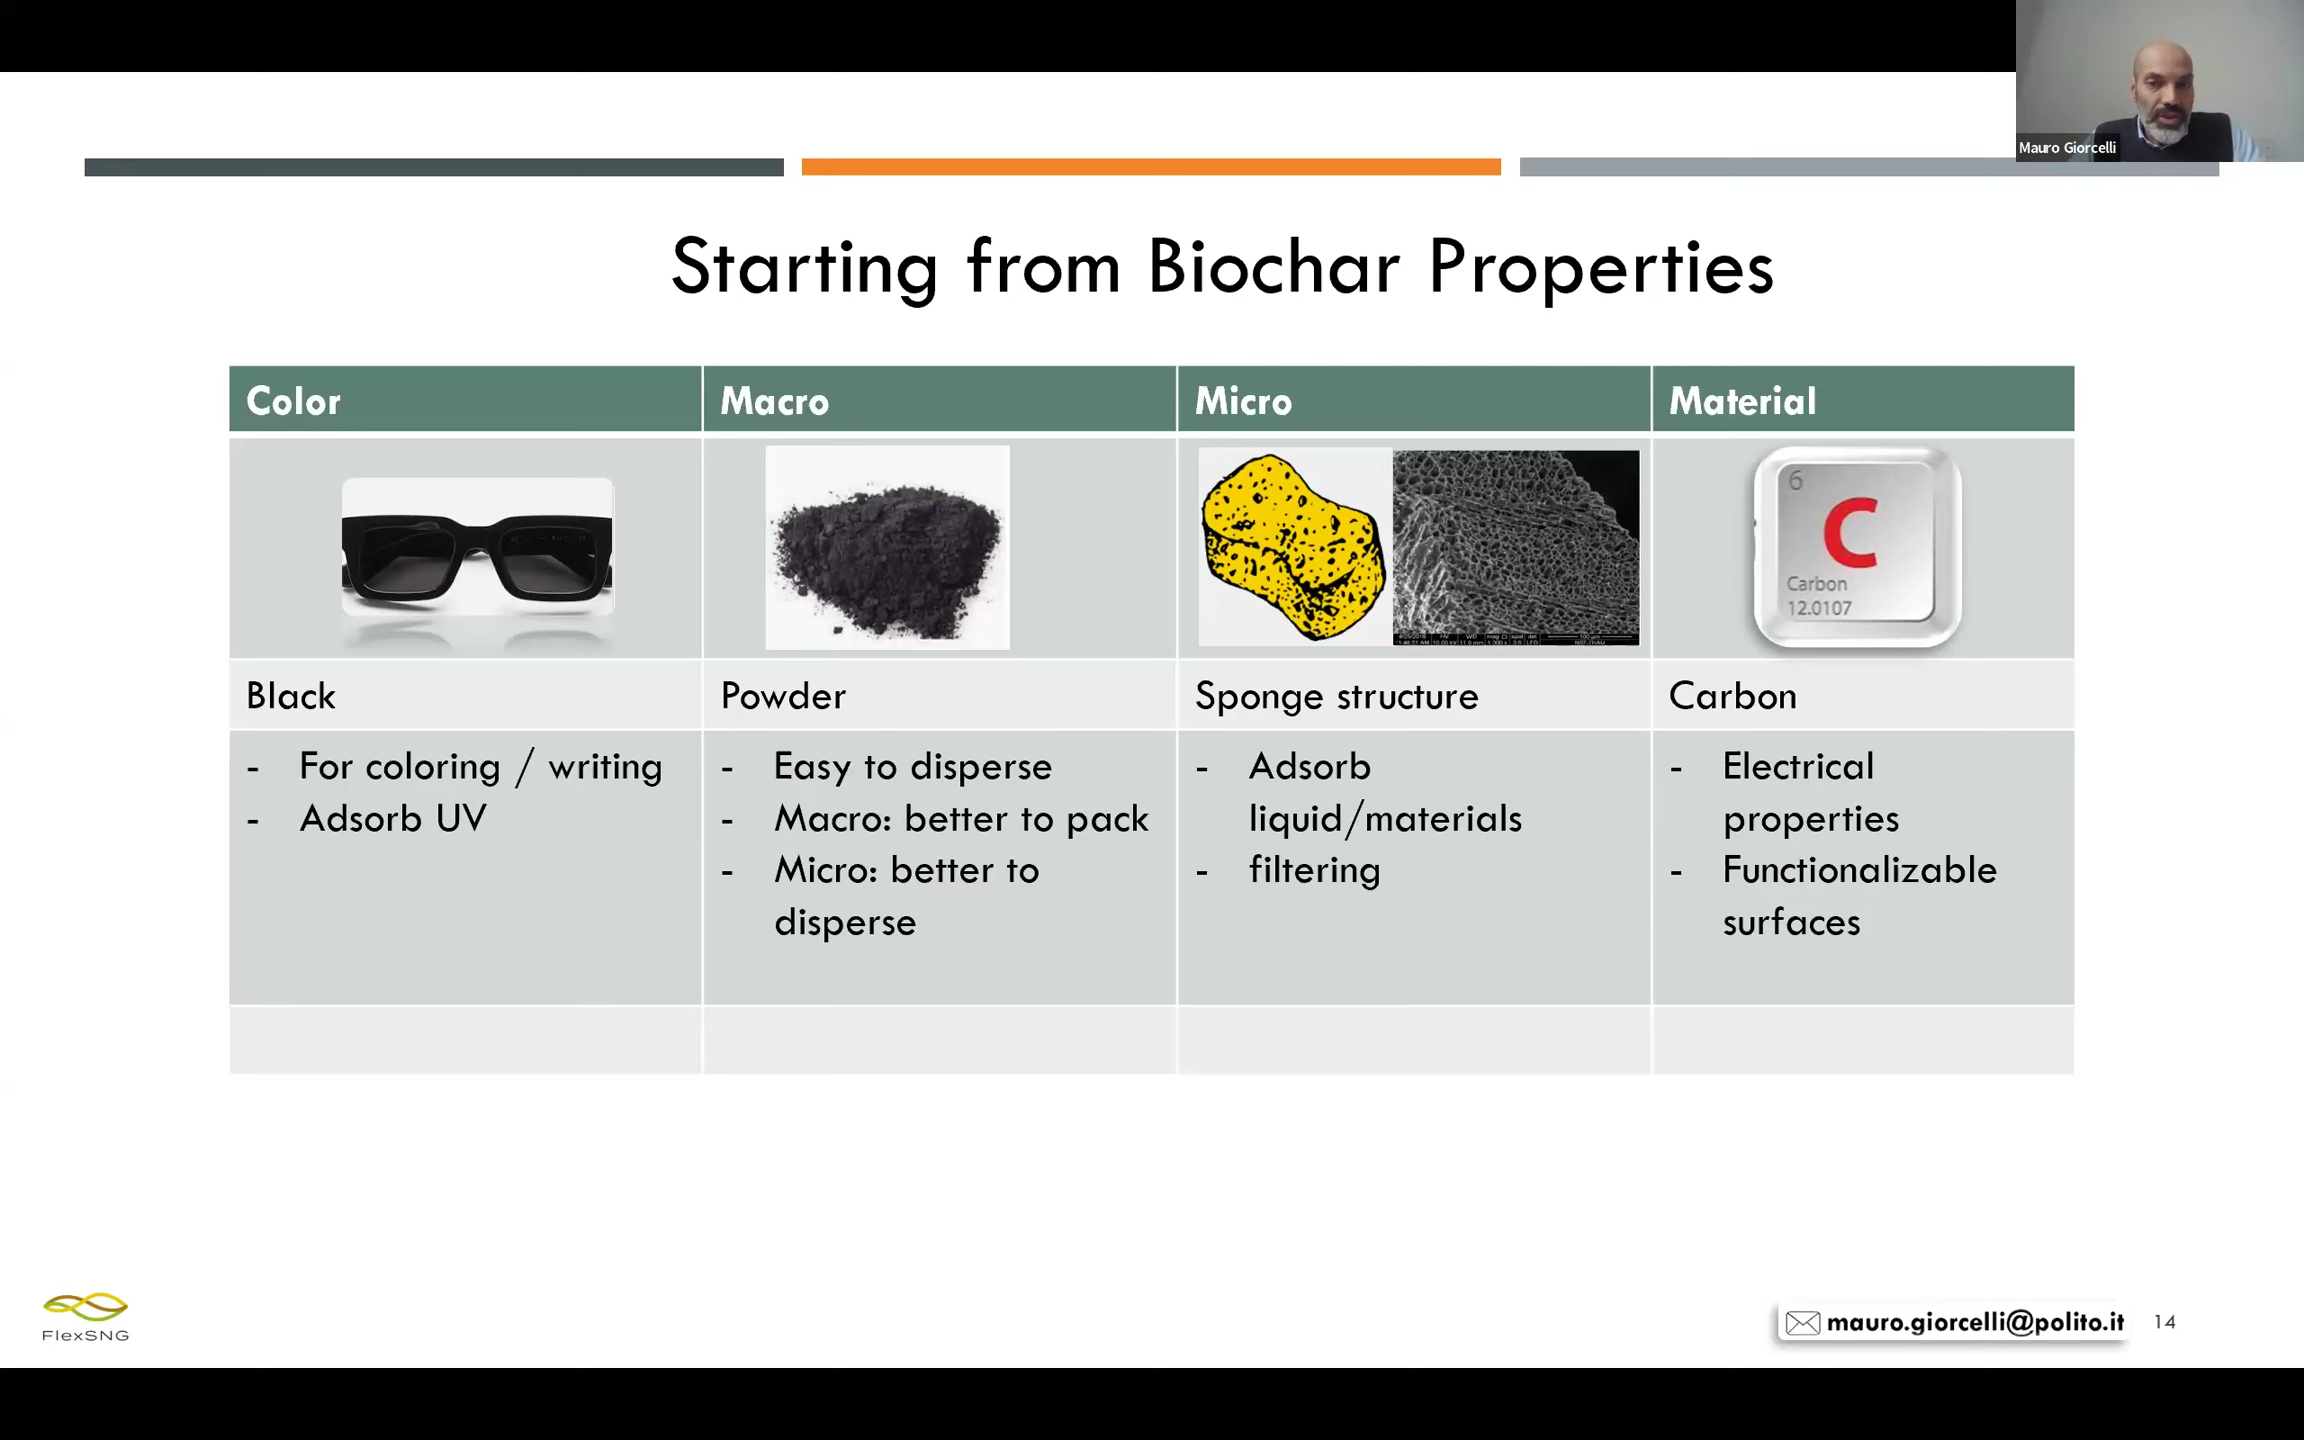 Mauro Giorcelli
Starting from Biochar Properties
Color
Macro
Micro
Material
6
C
Carbon
12.0107
Black
Powder
Sponge structure
Carbon
- For coloring / writing
- Adsorb UV
- Easy to disperse
- Macro: better to pack
- Micro: better to
disperse
- Adsorb
liquid/materials
- filtering
- Electrical
properties
- Functionalizable
surfaces
FlexSNG
mauro.giorcelli@polito.it
14